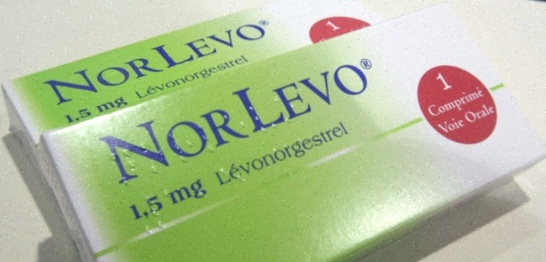 NORLEVO®
1,5 mg Lévonorgestrel
1
NORLEVO®
1,5 mg Lévonorgestrel
1
Comprimé
Voie Orale